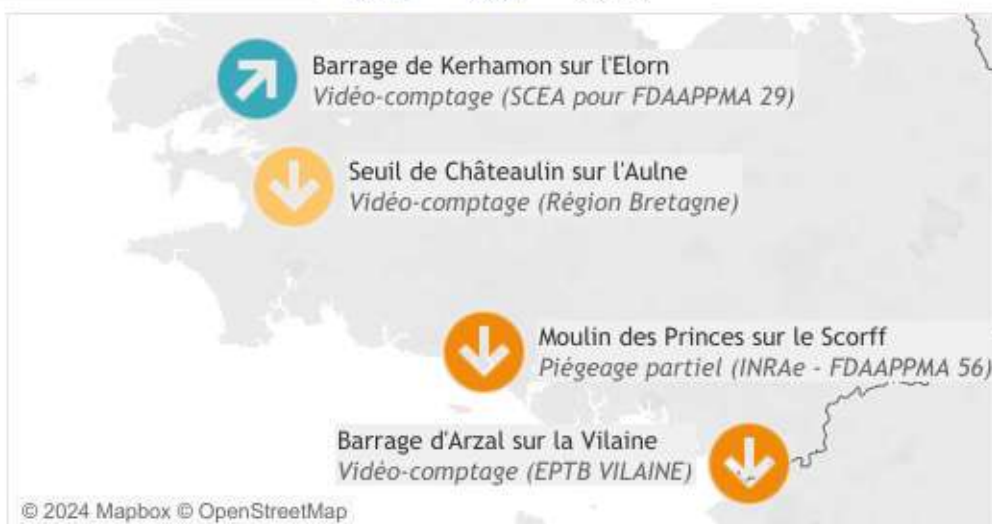 Barrage de Kerhamon sur l'Elorn
Vidéo-comptage (SCEA pour FDAAPPMA 29)
Seuil de Châteaulin sur l'Aulne
Vidéo-comptage (Région Bretagne)
Moulin des Princes sur le Scorff
Piégeage partiel (INRAe - FDAAPPMA 56)
Barrage d'Arzal sur la Vilaine
Vidéo-comptage (EPTB VILAINE)
© 2024 Mapbox © OpenStreetMap